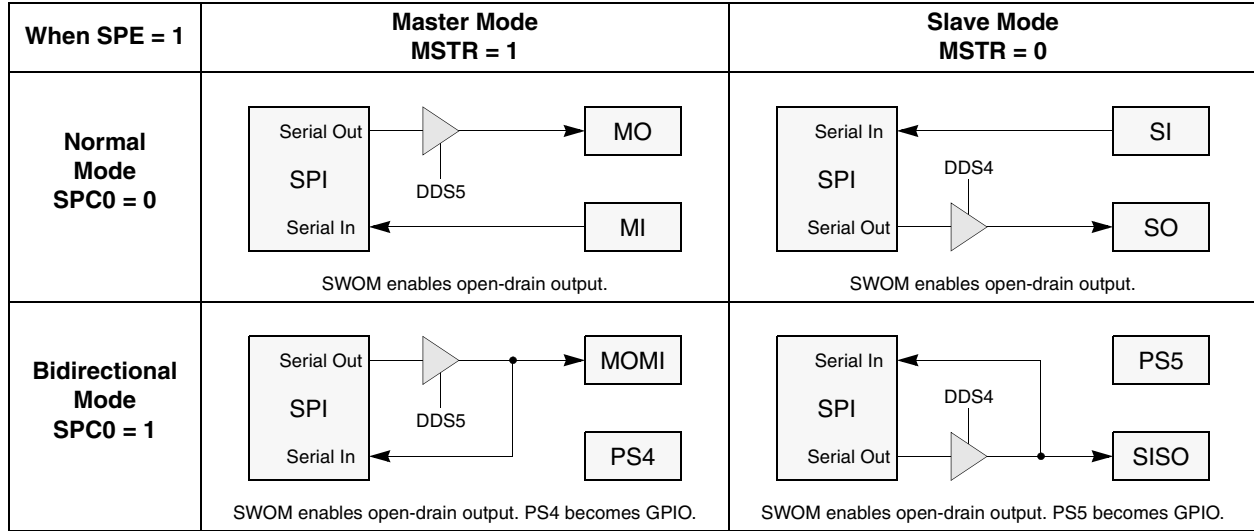 When SPE = 1
Master Mode
MSTR = 1
Slave Mode
MSTR = 0
Normal
Mode
SPC0 = 0
Serial Out
SPI
Serial In
DDS5
MO
MI
SWOM enables open-drain output.
Serial In
SPI
Serial Out
DDS4
SI
SO
SWOM enables open-drain output.
Bidirectional
Mode
SPC0 = 1
Serial Out
SPI
Serial In
DDS5
MOMI
PS4
SWOM enables open-drain output. PS4 becomes GPIO.
Serial In
SPI
Serial Out
DDS4
PS5
SISO
SWOM enables open-drain output. PS5 becomes GPIO.